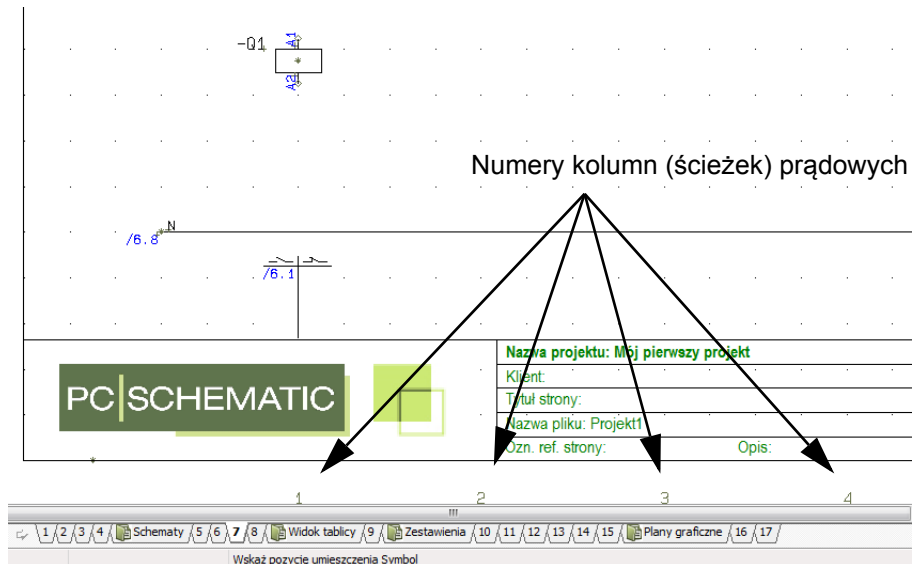 -Q1
A1
A2
Numery kolumn (ścieżek) prądowych
N
/6.8
/6.1
PC|SCHEMATIC
Nazwa projektu: Mój pierwszy projekt
Klient:
Tytuł strony:
Nazwa pliku: Projekt1
Ozn. ref. strony: Opis:
1 2 3 4
1 2 3 4 Schematy 5 6 7 8 Widok tablicy 9 Zestawienia 10 11 12 13 14 15 Plany graficzne 16 17
Wskaż pozycje umieszczenia Symbol